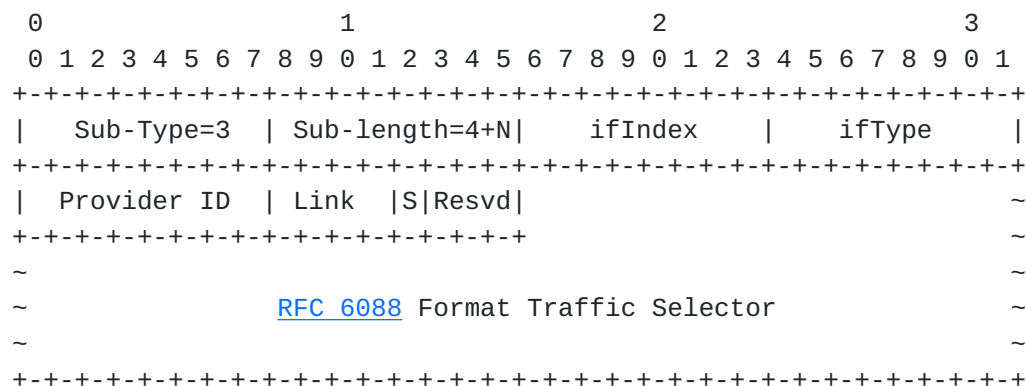 0                   1                   2                   3
 0 1 2 3 4 5 6 7 8 9 0 1 2 3 4 5 6 7 8 9 0 1 2 3 4 5 6 7 8 9 0 1
+-+-+-+-+-+-+-+-+-+-+-+-+-+-+-+-+-+-+-+-+-+-+-+-+-+-+-+-+-+-+-+-+
|   Sub-Type=3  | Sub-length=4+N|    ifIndex    |    ifType     |
+-+-+-+-+-+-+-+-+-+-+-+-+-+-+-+-+-+-+-+-+-+-+-+-+-+-+-+-+-+-+-+-+
|  Provider ID  | Link  |S|Resvd|                               ~
+-+-+-+-+-+-+-+-+-+-+-+-+-+-+-+-+                               ~
~                                                               ~
~                RFC 6088 Format Traffic Selector               ~
~                                                               ~
+-+-+-+-+-+-+-+-+-+-+-+-+-+-+-+-+-+-+-+-+-+-+-+-+-+-+-+-+-+-+-+-+